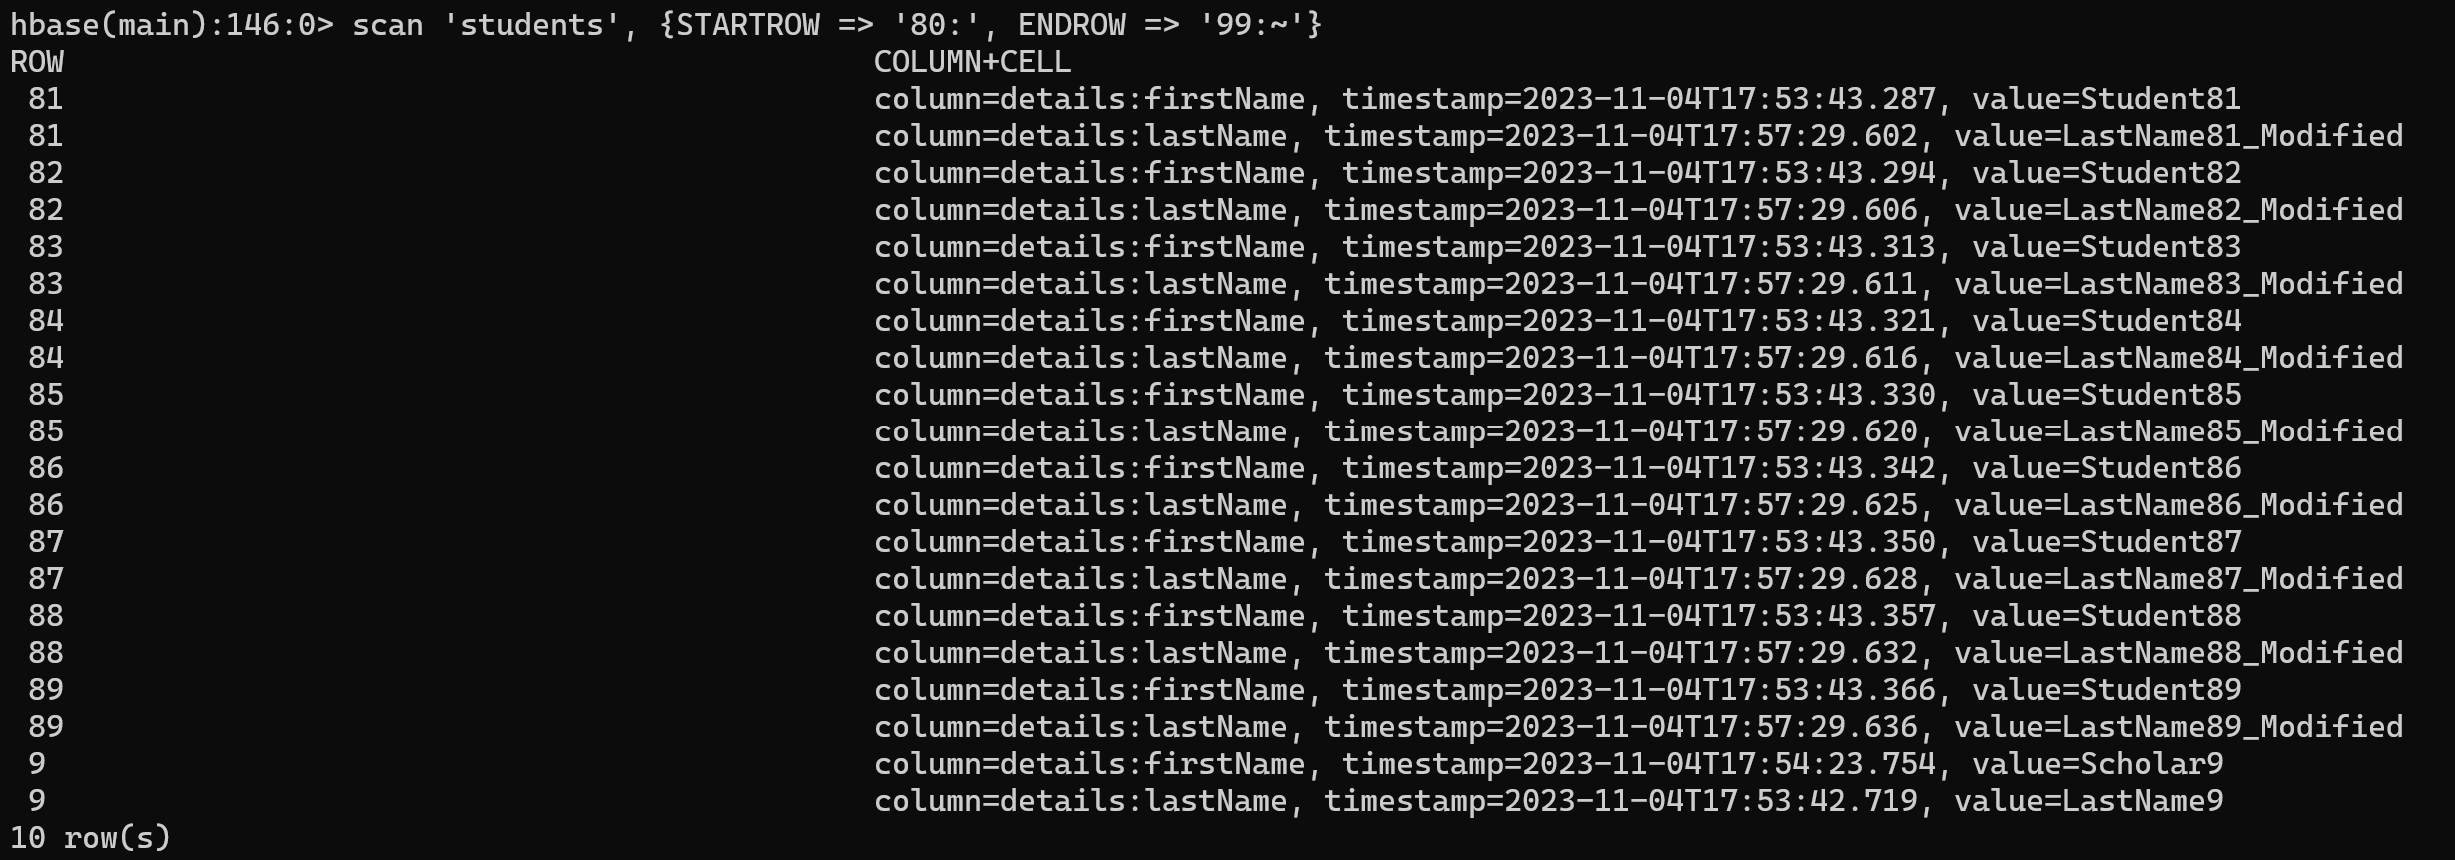 hbase(main):146:0> scan 'students', {STARTROW => '80:', ENDROW => '99:~'}
ROW COLUMN+CELL
81 column=details:firstName, timestamp=2023-11-04T17:53:43.287, value=Student81
81 column=details:lastName, timestamp=2023-11-04T17:57:29.602, value=LastName81_Modified
82 column=details:firstName, timestamp=2023-11-04T17:53:43.294, value=Student82
82 column=details:lastName, timestamp=2023-11-04T17:57:29.606, value=LastName82_Modified
83 column=details:firstName, timestamp=2023-11-04T17:53:43.313, value=Student83
83 column=details:lastName, timestamp=2023-11-04T17:57:29.611, value=LastName83_Modified
84 column=details:firstName, timestamp=2023-11-04T17:53:43.321, value=Student84
84 column=details:lastName, timestamp=2023-11-04T17:57:29.616, value=LastName84_Modified
85 column=details:firstName, timestamp=2023-11-04T17:53:43.330, value=Student85
85 column=details:lastName, timestamp=2023-11-04T17:57:29.620, value=LastName85_Modified
86 column=details:firstName, timestamp=2023-11-04T17:53:43.342, value=Student86
86 column=details:lastName, timestamp=2023-11-04T17:57:29.625, value=LastName86_Modified
87 column=details:firstName, timestamp=2023-11-04T17:53:43.350, value=Student87
87 column=details:lastName, timestamp=2023-11-04T17:57:29.628, value=LastName87_Modified
88 column=details:firstName, timestamp=2023-11-04T17:53:43.357, value=Student88
88 column=details:lastName, timestamp=2023-11-04T17:57:29.632, value=LastName88_Modified
89 column=details:firstName, timestamp=2023-11-04T17:53:43.366, value=Student89
89 column=details:lastName, timestamp=2023-11-04T17:57:29.636, value=LastName89_Modified
9 column=details:firstName, timestamp=2023-11-04T17:54:23.754, value=Scholar9
9 column=details:lastName, timestamp=2023-11-04T17:53:42.719, value=LastName9
10 row(s)